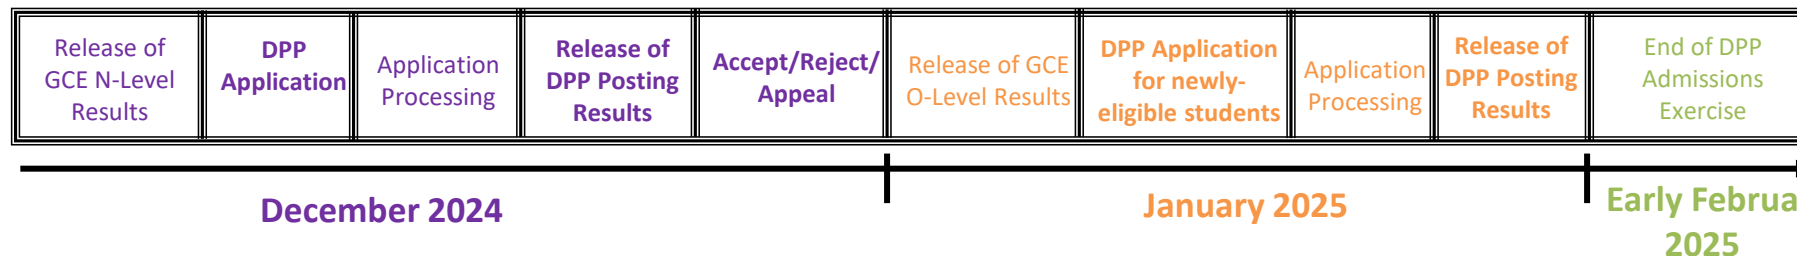 Release of
GCE N-Level
Results
DPP
Application
Application
Processing
Release of
DPP Posting
Results
Accept/Reject/
Appeal
Release of GCE
O-Level Results
DPP Application
for newly-
eligible students
Application
Processing
Release of
DPP Posting
Results
End of DPP
Admissions
Exercise
December 2024
January 2025
Early Februa
2025